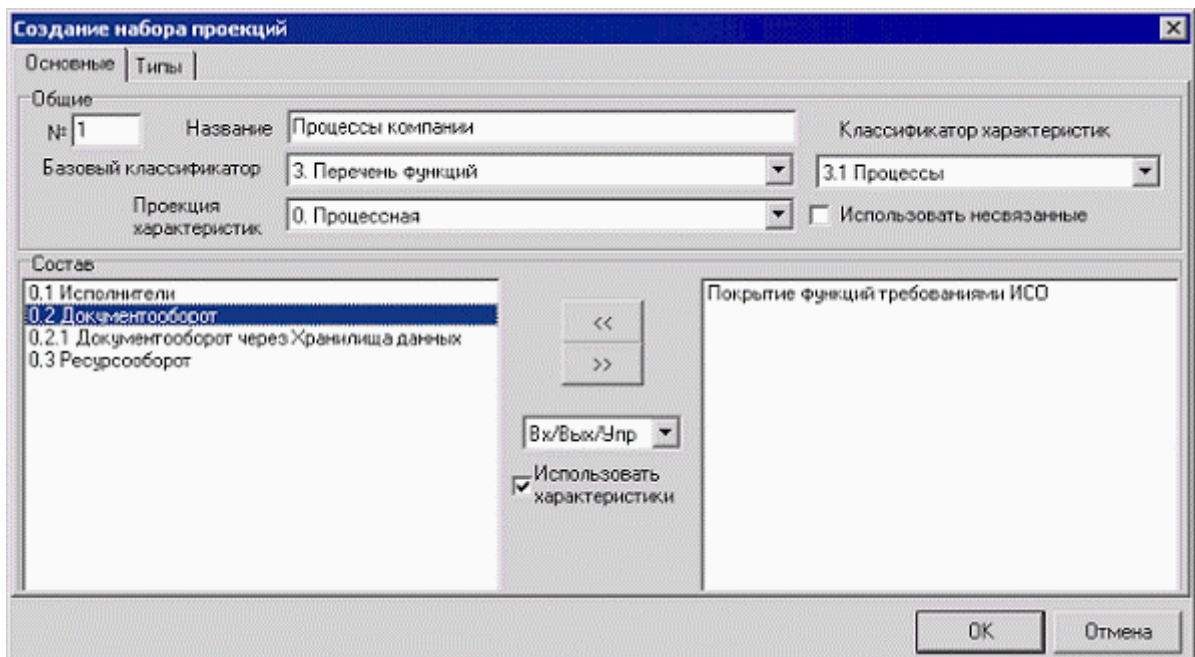 Создание набора проекций
Основные
Типы
Общие
№ 1
Название
Процессы компании
Классификатор характеристик
Базовый классификатор
3. Перечень функций
3.1 Процессы
Проекция
характеристик
0. Процессная
Использовать несвязанные
Состав
0.1 Исполнители
0.2 Документооборот
0.2.1 Документооборот через Хранилища данных
0.3 Ресурсооборот
<<
>>
Вх/Вых/Упр
Использовать
характеристики
Покрытие функций требованиями ИСО
OK
Отмена